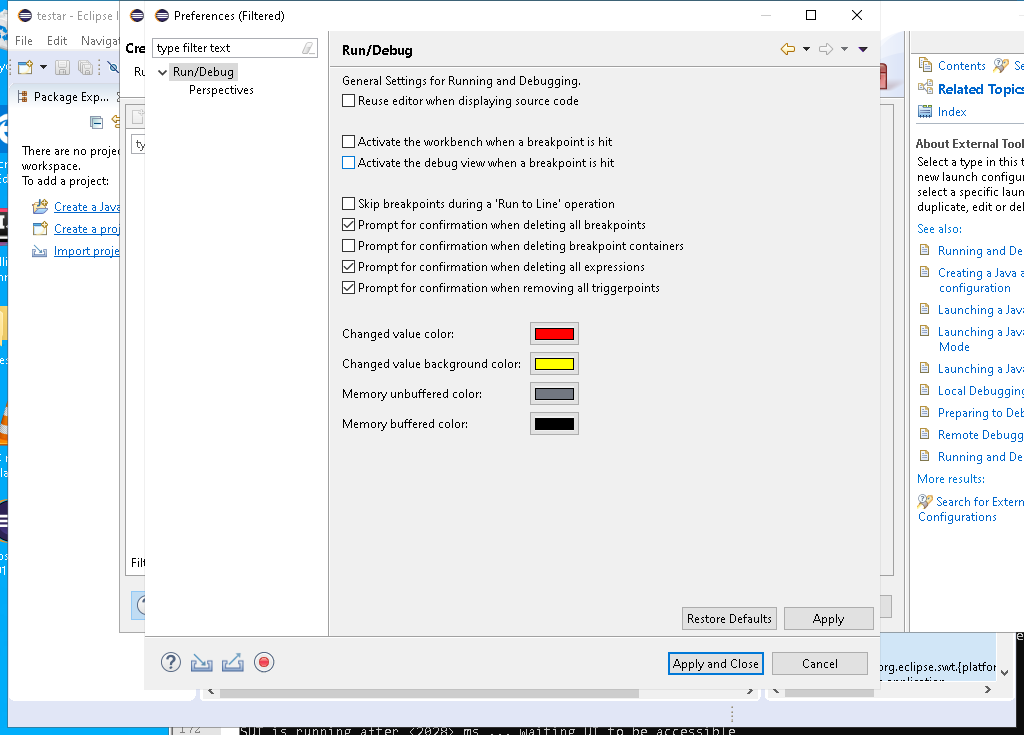 testar - Eclipse I
Preferences (Filtered)
File Edit Navigat
Package Exp...
There are no projec
workspace.
To add a project:
Create a Java
Create a proj
Import proje
Cre
Ru
ty
Filt
type filter text
Run/Debug
Perspectives
Run/Debug
General Settings for Running and Debugging.
Reuse editor when displaying source code
Activate the workbench when a breakpoint is hit
Activate the debug view when a breakpoint is hit
Skip breakpoints during a 'Run to Line' operation
Prompt for confirmation when deleting all breakpoints
Prompt for confirmation when deleting breakpoint containers
Prompt for confirmation when deleting all expressions
Prompt for confirmation when removing all triggerpoints
Changed value color:
Changed value background color:
Memory unbuffered color:
Memory buffered color:
Restore Defaults
Apply
Apply and Close
Cancel
Contents Se
Related Topics
Index
About External Tool
Select a type in this t
new launch configur
select a specific laun
duplicate, edit or del
See also:
Running and De
Creating a Java a
configuration
Launching a Java
Launching a Java
Mode
Launching a Java
Local Debugging
Preparing to Deb
Remote Debugg
Running and De
More results:
Search for Extern
Configurations
org.eclipse.swt.{platfor
172
SUT is running after <2028> ms ... waiting UI to be accessible